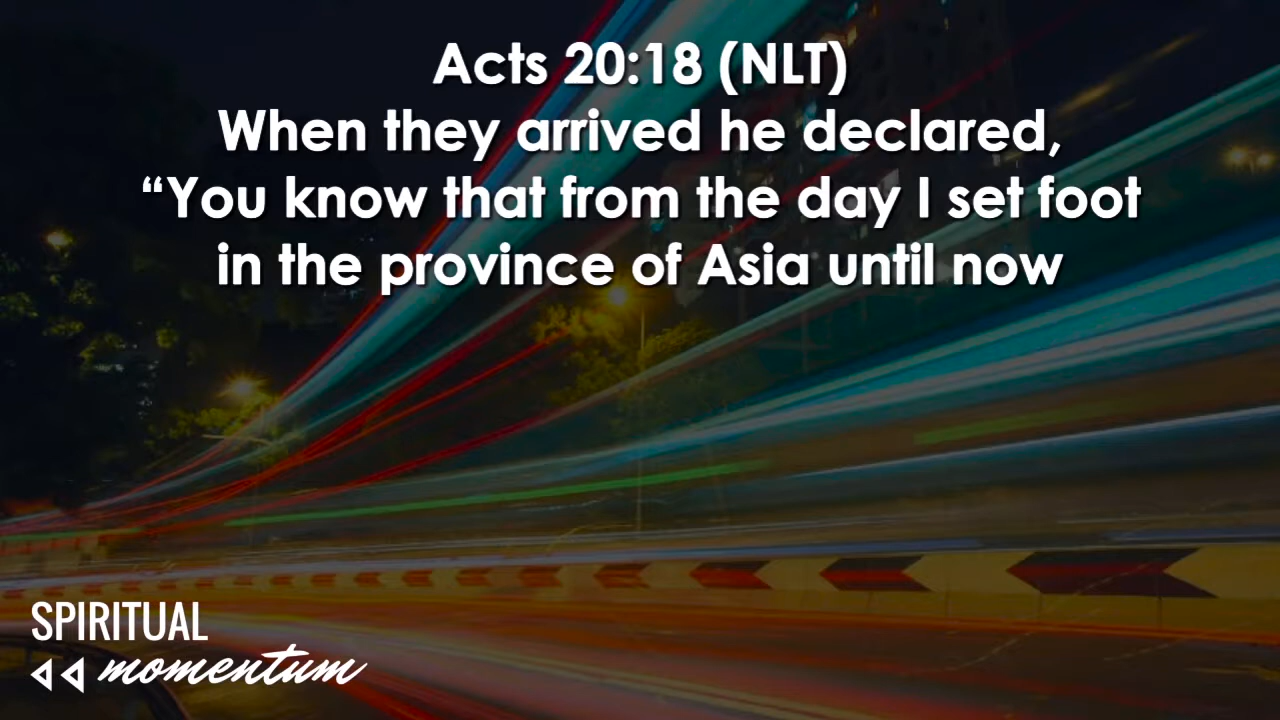 Acts 20:18 (NLT)
When they arrived he declared,
“You know that from the day I set foot
in the province of Asia until now
SPIRITUAL
momentum